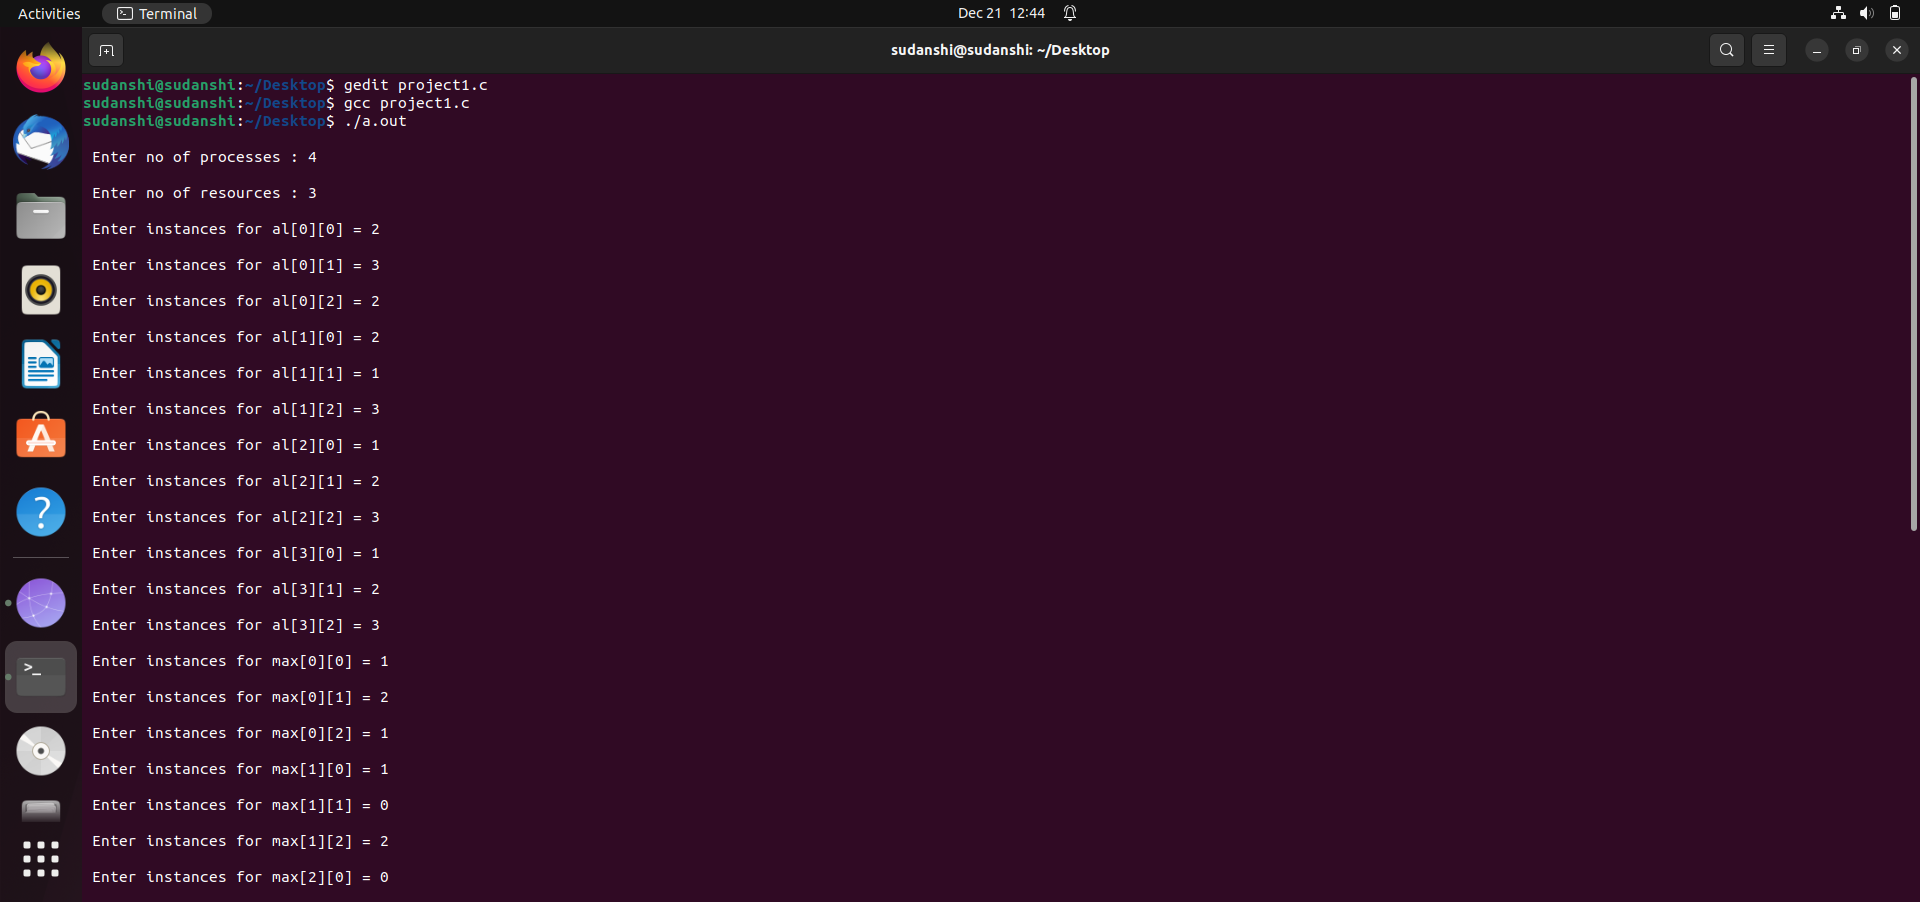 Activities
Terminal
Dec 21 12:44
sudanshi@sudanshi: ~/Desktop
sudanshi@sudanshi:~/Desktop$ gedit project1.c
sudanshi@sudanshi:~/Desktop$ gcc project1.c
sudanshi@sudanshi:~/Desktop$ ./a.out
Enter no of processes : 4
Enter no of resources : 3
Enter instances for al[0][0] = 2
Enter instances for al[0][1] = 3
Enter instances for al[0][2] = 2
Enter instances for al[1][0] = 2
Enter instances for al[1][1] = 1
Enter instances for al[1][2] = 3
Enter instances for al[2][0] = 1
Enter instances for al[2][1] = 2
Enter instances for al[2][2] = 3
Enter instances for al[3][0] = 1
Enter instances for al[3][1] = 2
Enter instances for al[3][2] = 3
Enter instances for max[0][0] = 1
Enter instances for max[0][1] = 2
Enter instances for max[0][2] = 1
Enter instances for max[1][0] = 1
Enter instances for max[1][1] = 0
Enter instances for max[1][2] = 2
Enter instances for max[2][0] = 0